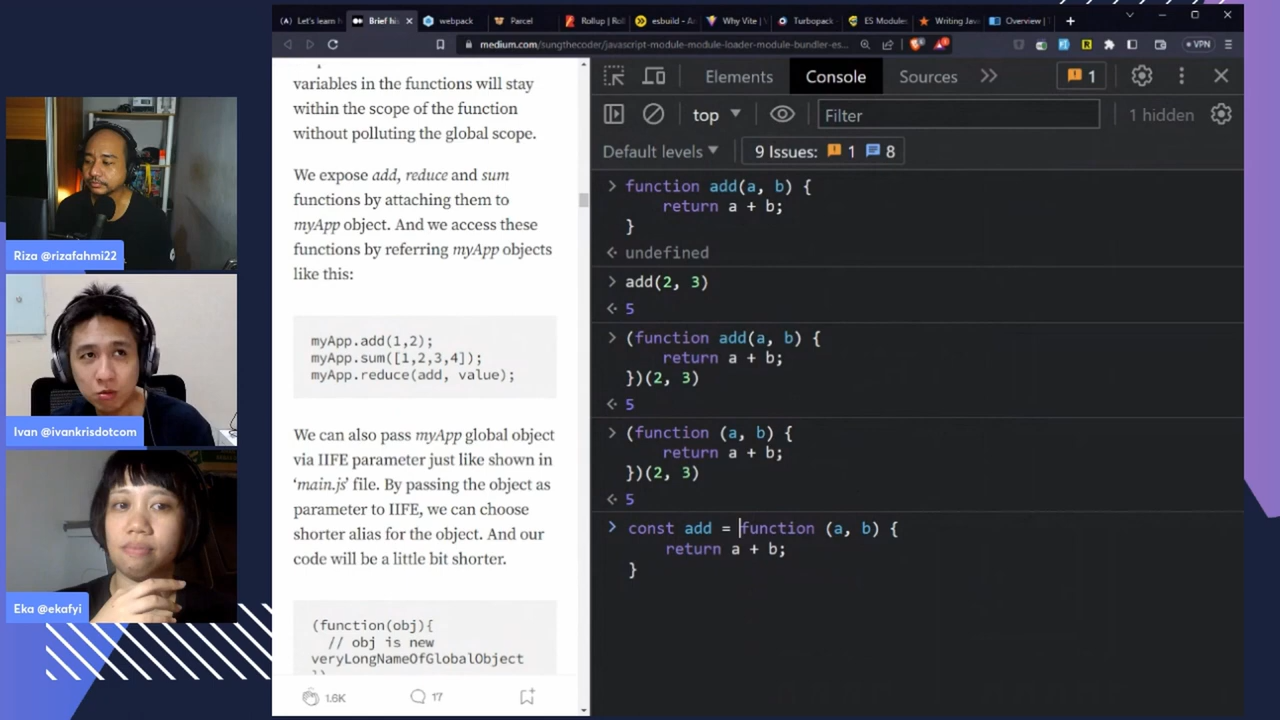 (A) Let's learn h
Brief his
webpack
Parcel
Rollup | Roll
esbuild - An
Why Vite | V
Turbopack
ES Modules
Writing Jav
Overview | T
medium.com/sungthecoder/javascript-module-module-loader-module-bundler-es...
VPN
variables in the functions will stay
within the scope of the function
without polluting the global scope.
We expose add, reduce and sum
functions by attaching them to
myApp object. And we access these
functions by referring myApp objects
like this:
myApp.add(1,2);
myApp.sum([1,2,3,4]);
myApp.reduce(add, value);
We can also pass myApp global object
via IIFE parameter just like shown in
‘main.js’ file. By passing the object as
parameter to IIFE, we can choose
shorter alias for the object. And our
code will be a little bit shorter.
(function(obj){
// obj is new
veryLongNameOfGlobalObject
1.6K
17
Elements
Console
Sources
1
top
Filter
1 hidden
Default levels
9 Issues:
1
8
function add(a, b) {
return a + b;
}
undefined
add(2, 3)
5
(function add(a, b) {
return a + b;
})(2, 3)
5
(function (a, b) {
return a + b;
})(2, 3)
5
const add = function (a, b) {
return a + b;
}
Riza @rizafahmi22
Ivan @ivankrisdotcom
Eka @ekafyi